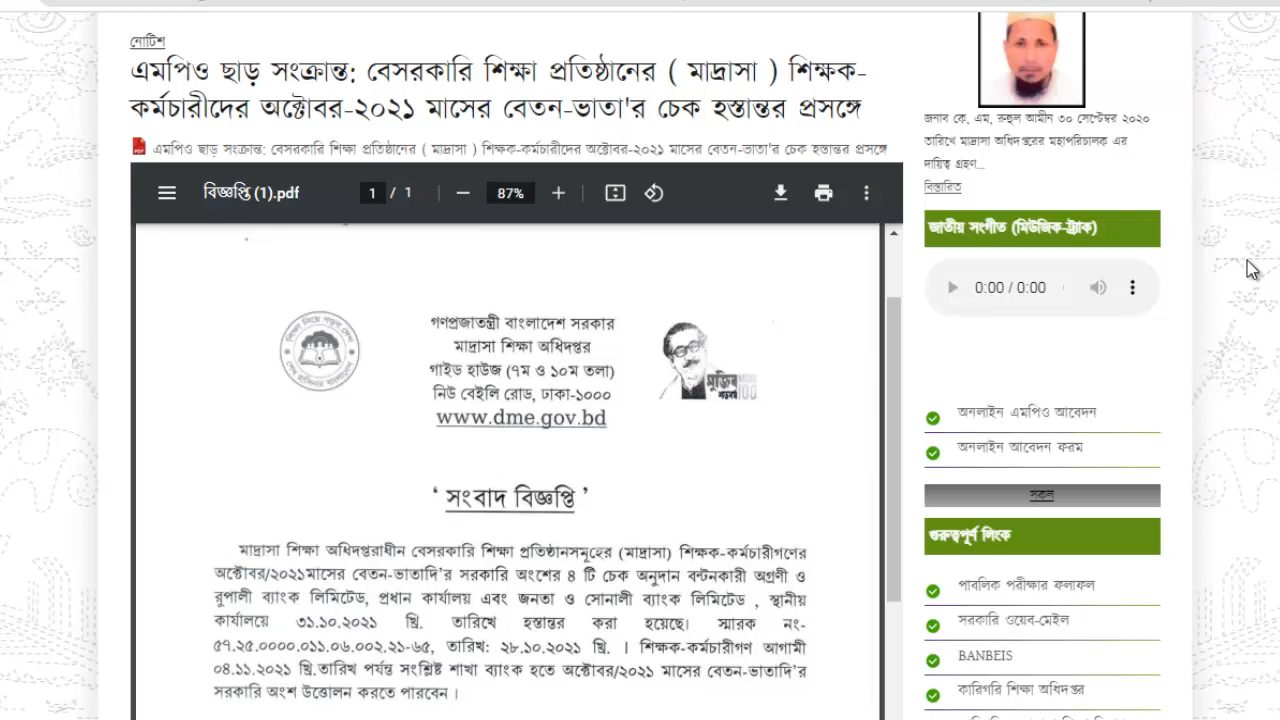 নোটিশ
এমপিও ছাড় সংক্রান্ত: বেসরকারি শিক্ষা প্রতিষ্ঠানের ( মাদ্রাসা ) শিক্ষক-
কর্মচারীদের অক্টোবর-২০২১ মাসের বেতন-ভাতা'র চেক হস্তান্তর প্রসঙ্গে
এমপিও ছাড় সংক্রান্ত: বেসরকারি শিক্ষা প্রতিষ্ঠানের ( মাদ্রাসা ) শিক্ষক-কর্মচারীদের অক্টোবর-২০২১ মাসের বেতন-ভাতা'র চেক হস্তান্তর প্রসঙ্গে
বিজ্ঞপ্তি (1).pdf
1 / 1
87%
গণপ্রজাতন্ত্রী বাংলাদেশ সরকার
মাদ্রাসা শিক্ষা অধিদপ্তর
গাইড হাউজ (৭ম ও ১০ম তলা)
নিউ বেইলি রোড, ঢাকা-১০০০
www.dme.gov.bd
মুজিব
শতবর্ষ
100
‘ সংবাদ বিজ্ঞপ্তি ’
মাদ্রাসা শিক্ষা অধিদপ্তরাধীন বেসরকারি শিক্ষা প্রতিষ্ঠানসমূহের (মাদ্রাসা) শিক্ষক-কর্মচারীগণের
অক্টোবর/২০২১মাসের বেতন-ভাতাদি’র সরকারি অংশের ৪ টি চেক অনুদান বন্টনকারী অগ্রণী ও
রূপালী ব্যাংক লিমিটেড, প্রধান কার্যালয় এবং জনতা ও সোনালী ব্যাংক লিমিটেড , স্থানীয়
কার্যালয়ে ৩১.১০.২০২১ খ্রি. তারিখে হস্তান্তর করা হয়েছে। স্মারক নং-
৫৭.২৫.০০০০.০১১.০৬.০০২.২১-৬৫, তারিখ: ২৮.১০.২০২১ খ্রি. । শিক্ষক-কর্মচারীগণ আগামী
০৪.১১.২০২১ খ্রি.তারিখ পর্যন্ত সংশ্লিষ্ট শাখা ব্যাংক হতে অক্টোবর/২০২১ মাসের বেতন-ভাতাদি’র
সরকারি অংশ উত্তোলন করতে পারবেন ।
জনাব কে, এম, রুহুল আমীন ৩০ সেপ্টেম্বর ২০২০
তারিখে মাদ্রাসা অধিদপ্তরের মহাপরিচালক এর
দায়িত্ব গ্রহণ...
বিস্তারিত
জাতীয় সংগীত (মিউজিক-ট্র্যাক)
0:00 / 0:00
অনলাইন এমপিও আবেদন
অনলাইন আবেদন ফরম
সকল
গুরুত্বপূর্ণ লিংক
পাবলিক পরীক্ষার ফলাফল
সরকারি ওয়েব-মেইল
BANBEIS
কারিগরি শিক্ষা অধিদপ্তর